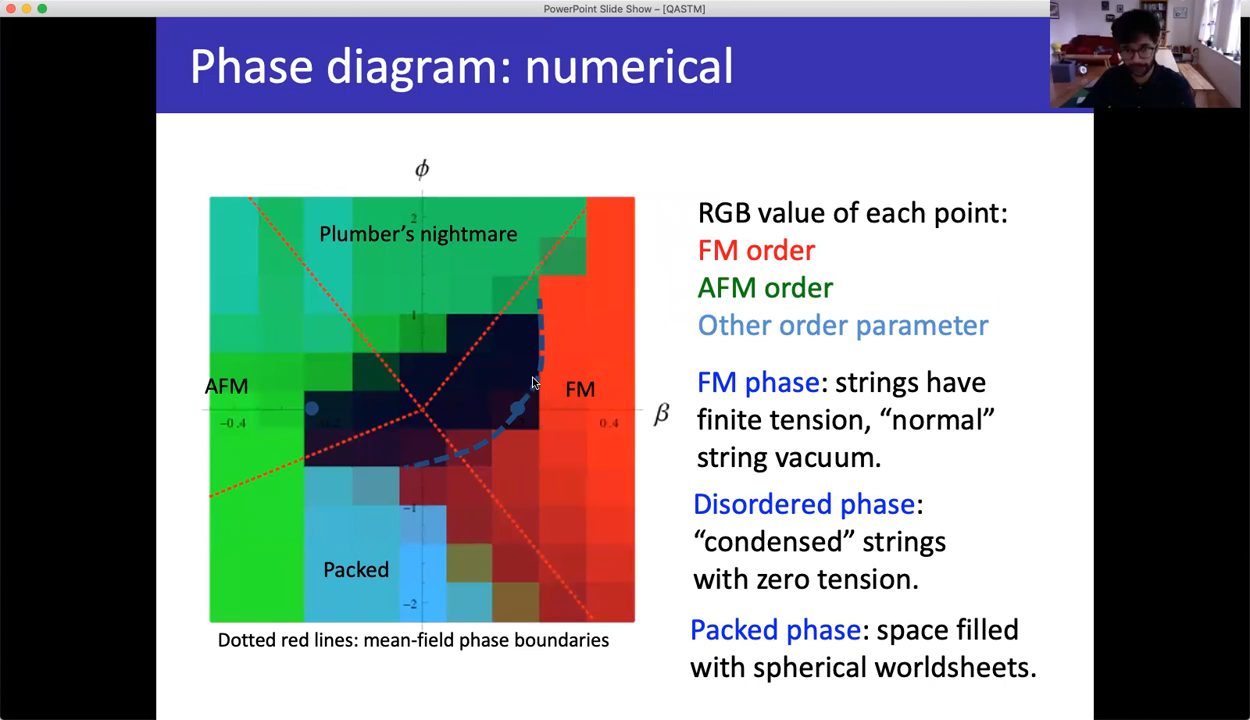 PowerPoint Slide Show – [QASTM]
Phase diagram: numerical
ϕ
2
Plumber’s nightmare
1
AFM
FM
β
−0.4
0.4
−1
Packed
−2
Dotted red lines: mean-field phase boundaries
RGB value of each point:
FM order
AFM order
Other order parameter
FM phase: strings have
finite tension, “normal”
string vacuum.
Disordered phase:
“condensed” strings
with zero tension.
Packed phase: space filled
with spherical worldsheets.